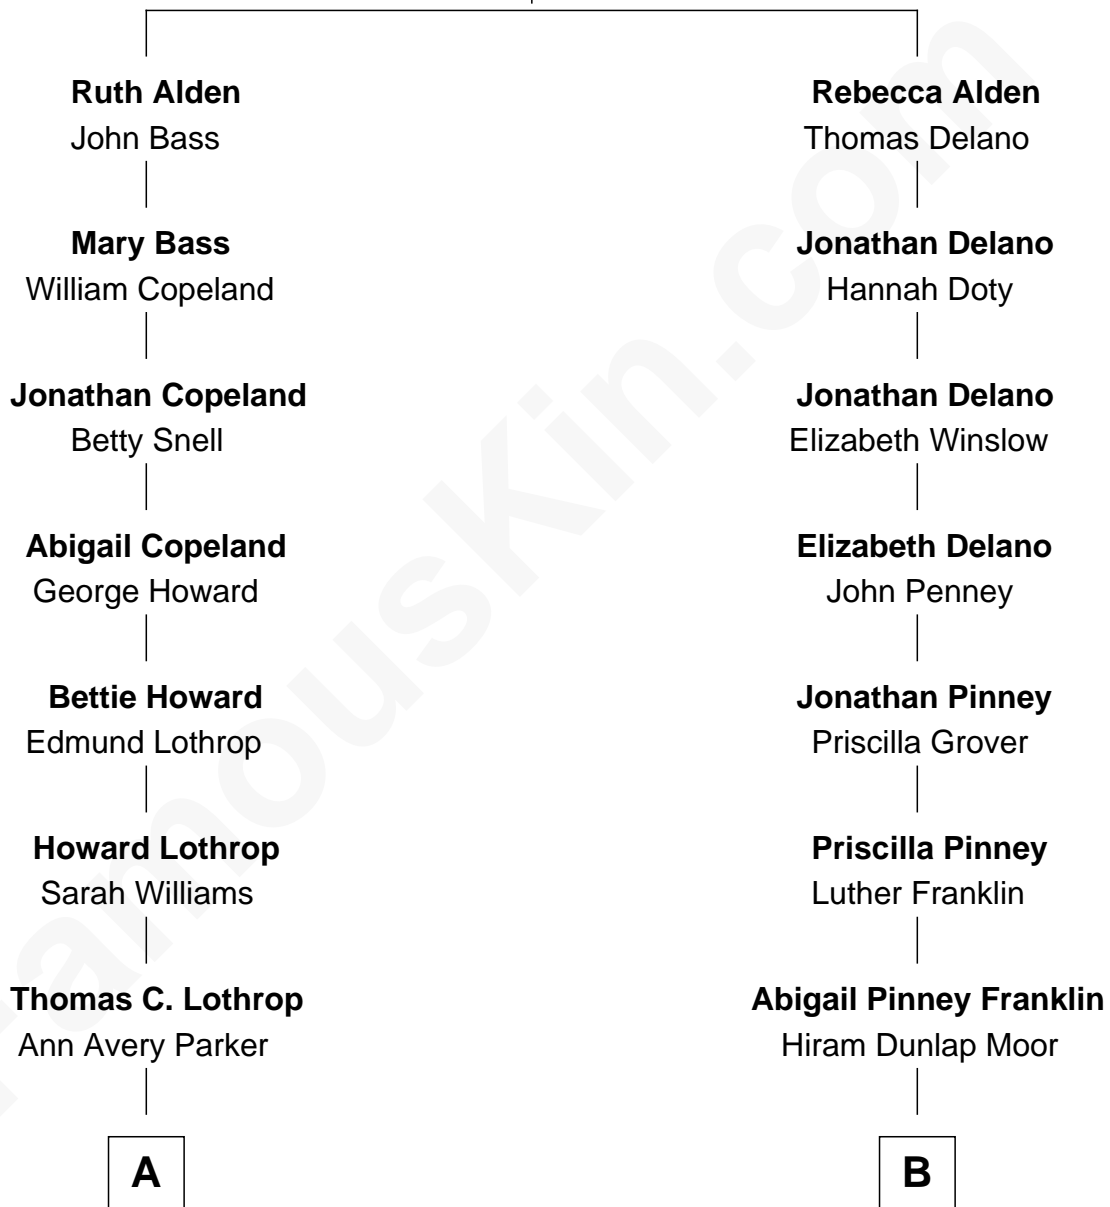 Ruth Alden
John Bass
Mary Bass
William Copeland
Jonathan Copeland
Betty Snell
Abigail Copeland
George Howard
Bettie Howard
Edmund Lothrop
Howard Lothrop
Sarah Williams
Thomas C. Lothrop
Ann Avery Parker
A
Rebecca Alden
Thomas Delano
Jonathan Delano
Hannah Doty
Jonathan Delano
Elizabeth Winslow
Elizabeth Delano
John Penney
Jonathan Pinney
Priscilla Grover
Priscilla Pinney
Luther Franklin
Abigail Pinney Franklin
Hiram Dunlap Moor
B
FamousKin.com